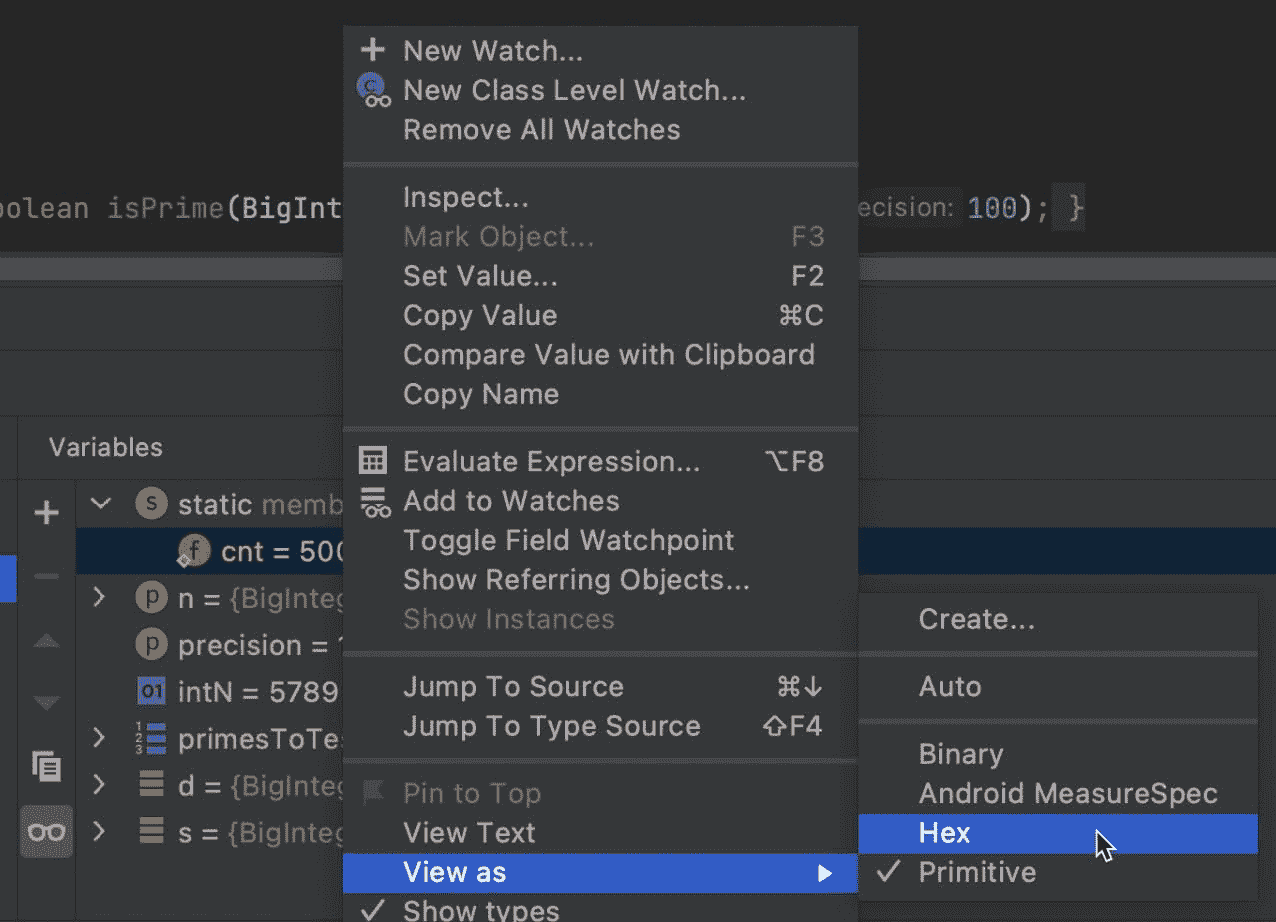 New Watch...
New Class Level Watch...
Remove All Watches
Inspect...
Mark Object... F3
Set Value... F2
Copy Value ⌘C
Compare Value with Clipboard
Copy Name
Evaluate Expression... ⌥F8
Add to Watches
Toggle Field Watchpoint
Show Referring Objects...
Show Instances
Jump To Source ⌘↓
Jump To Type Source ⇧F4
Pin to Top
View Text
View as
Show types
Create...
Auto
Binary
Android MeasureSpec
Hex
Primitive
olean isPrime(BigInt
ecision: 100); }
Variables
static memb
cnt = 500
n = {BigInteg
precision = 1
intN = 5789
primesToTes
d = {BigInteg
s = {BigInteg